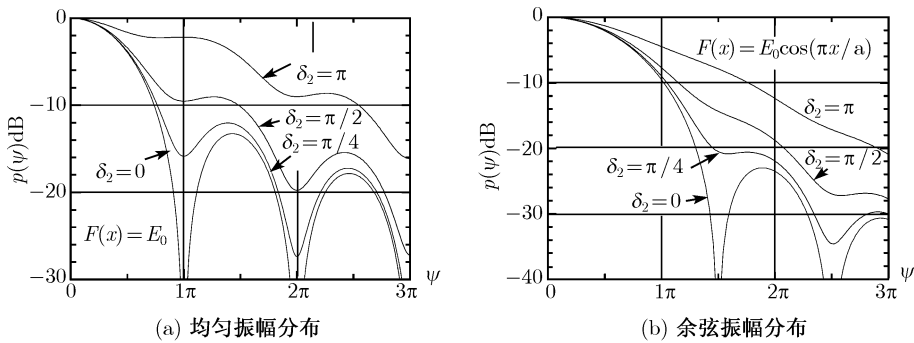 0
−10
−20
−30
p(ψ)dB
δ₂=π
δ₂=π/2
δ₂=π/4
δ₂=0
F(x)=E₀
0
1π
2π
3π
ψ
(a) 均匀振幅分布
0
−10
−20
−30
−40
p(ψ)dB
F(x)=E₀cos(πx/a)
δ₂=π
δ₂=π/2
δ₂=π/4
δ₂=0
0
1π
2π
3π
ψ
(b) 余弦振幅分布